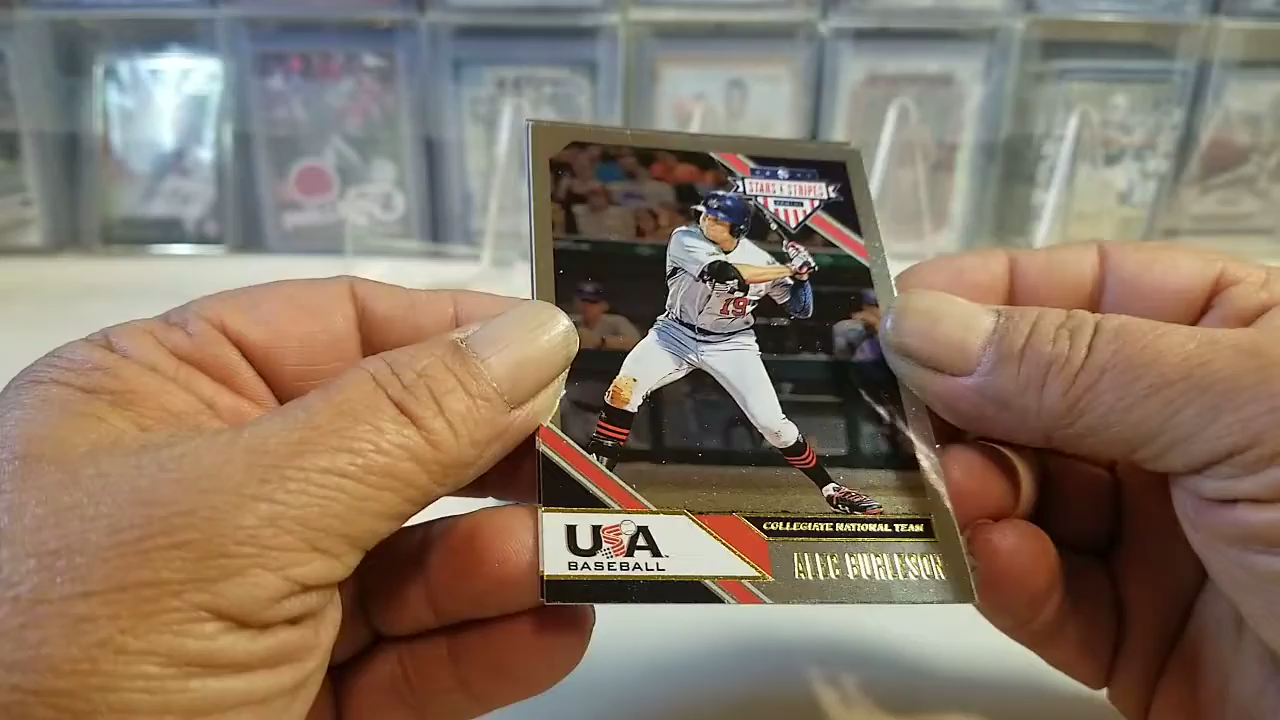 STARS & STRIPES
19
COLLEGIATE NATIONAL TEAM
USA
BASEBALL
ALEC BURLESON